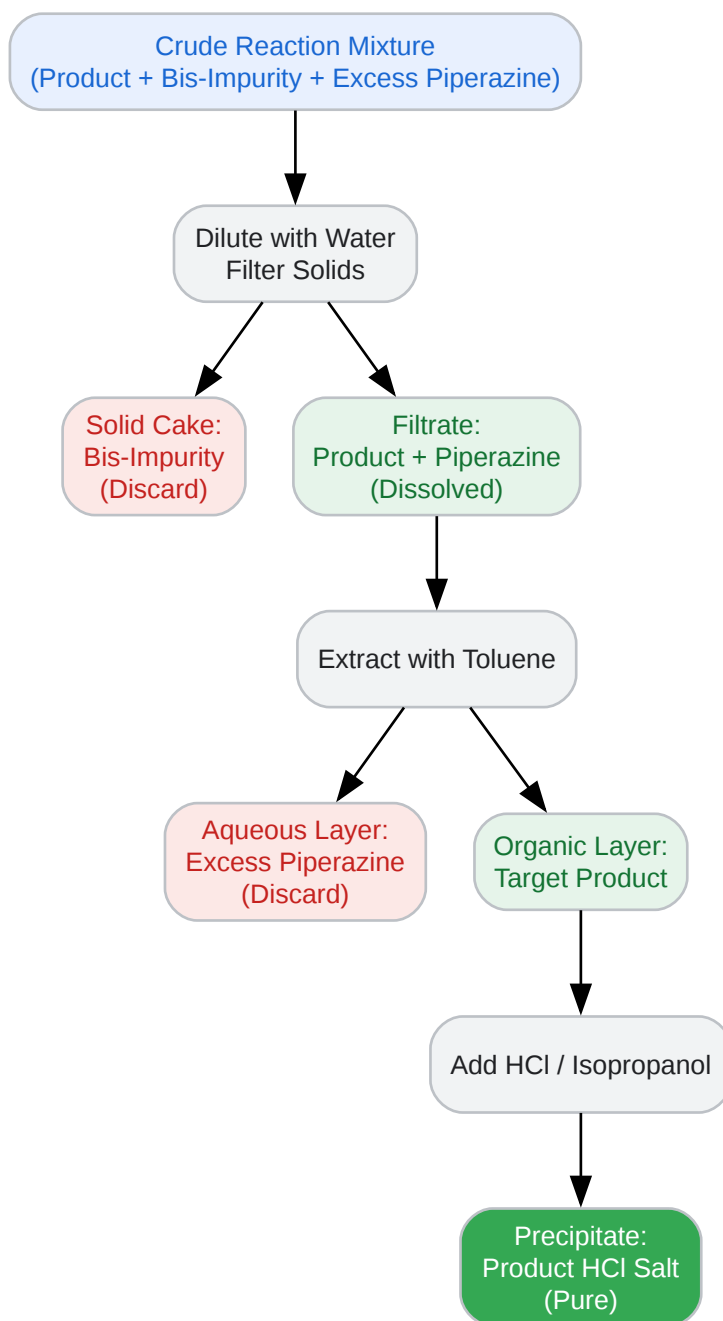 Crude Reaction Mixture
(Product + Bis-Impurity + Excess Piperazine)
Dilute with Water
Filter Solids
Solid Cake:
Bis-Impurity
(Discard)
Filtrate:
Product + Piperazine
(Dissolved)
Extract with Toluene
Aqueous Layer:
Excess Piperazine
(Discard)
Organic Layer:
Target Product
Add HCl / Isopropanol
Precipitate:
Product HCl Salt
(Pure)